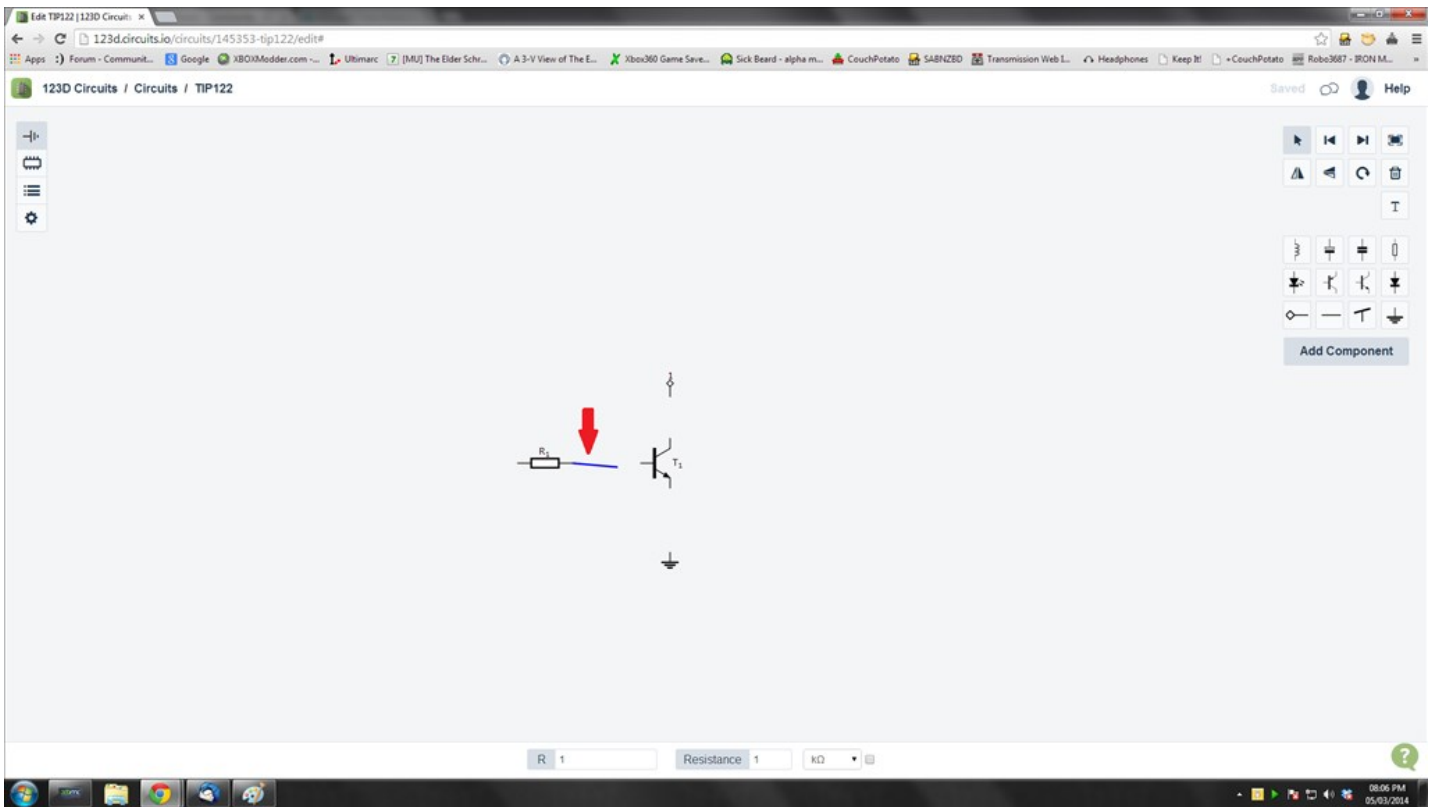 Edit TIP122 | 123D Circuits
123d.circuits.io/circuits/145353-tip122/edit#
Apps :) Forum - Communit... Google XBOXModder.com -... Ultimarc [MU] The Elder Schr... A 3-V View of The E... Xbox360 Game Save... Sick Beard - alpha m... CouchPotato SABNZBD Transmission Web I... Headphones Keep It! +CouchPotato Robo3687 - IRON M... »
123D Circuits / Circuits / TIP122 Saved Help
T
Add Component
1
R1
T1
R 1 Resistance 1 kΩ ?
xbmc
08:06 PM
05/03/2014